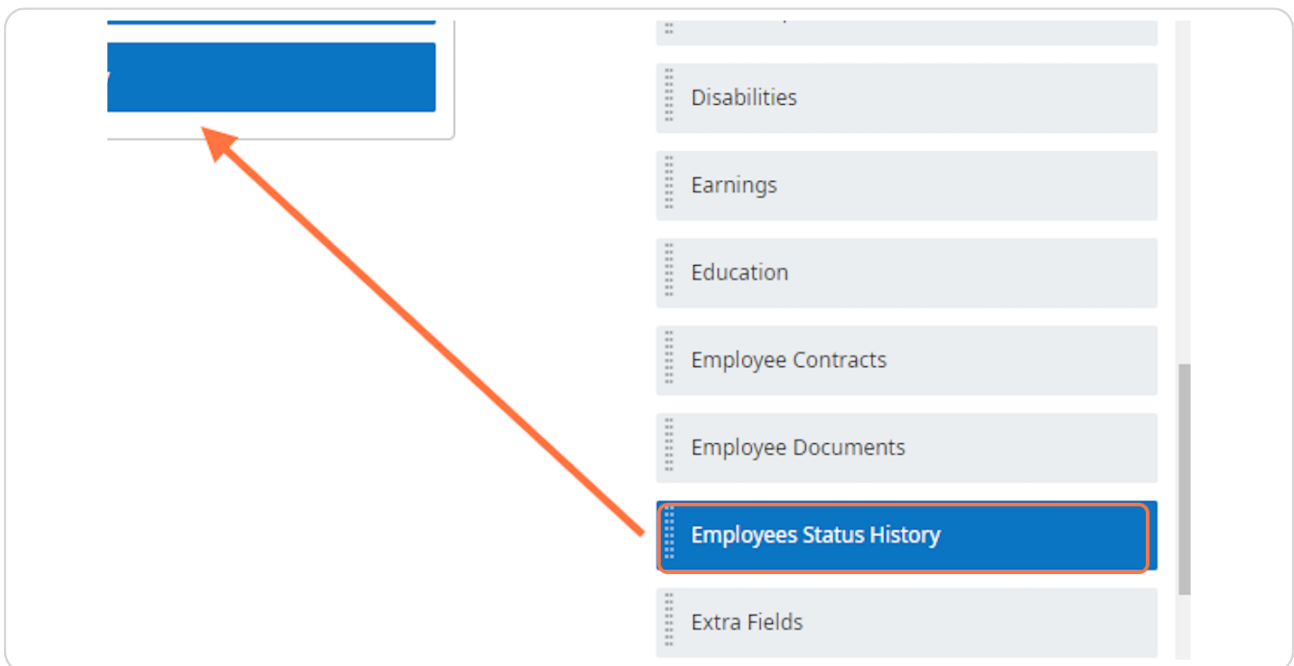 Disabilities
Earnings
Education
Employee Contracts
Employee Documents
Employees Status History
Extra Fields